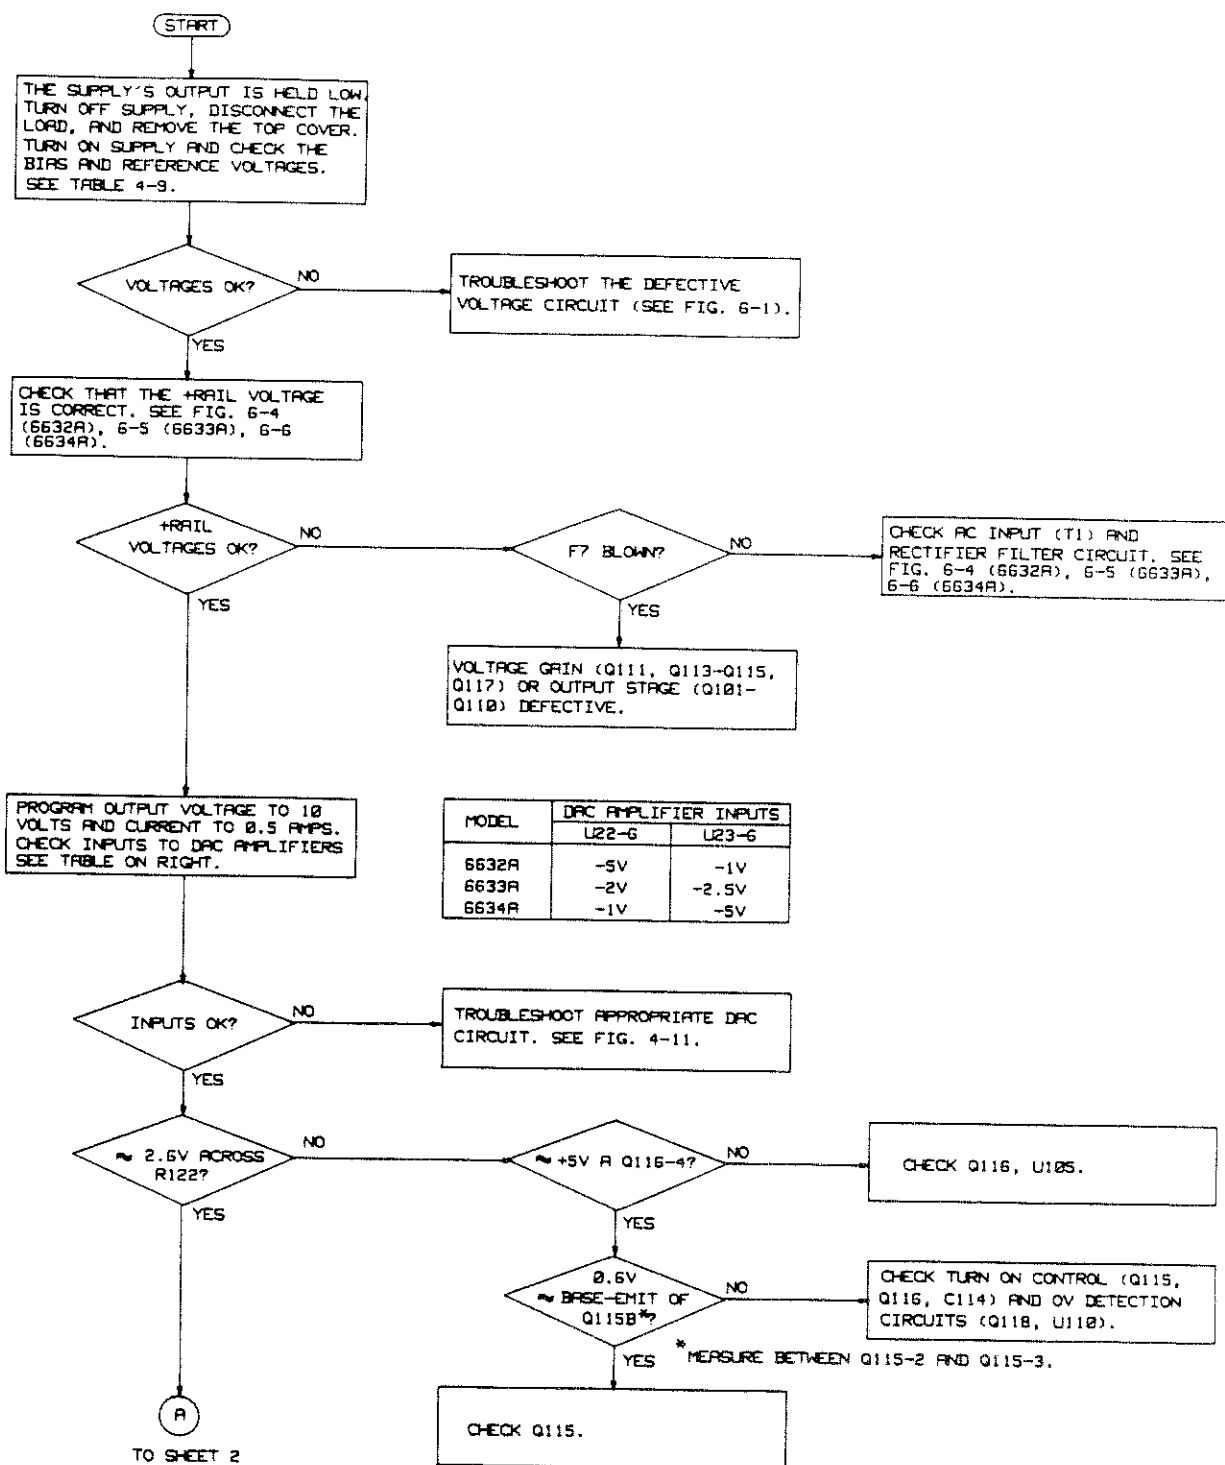 START
THE SUPPLY'S OUTPUT IS HELD LOW.
TURN OFF SUPPLY, DISCONNECT THE
LOAD, AND REMOVE THE TOP COVER.
TURN ON SUPPLY AND CHECK THE
BIAS AND REFERENCE VOLTAGES.
SEE TABLE 4-9.
VOLTAGES OK?
NO
TROUBLESHOOT THE DEFECTIVE
VOLTAGE CIRCUIT (SEE FIG. 6-1).
YES
CHECK THAT THE +RAIL VOLTAGE
IS CORRECT. SEE FIG. 6-4
(6632A), 6-5 (6633A), 6-6
(6634A).
+RAIL
VOLTAGES OK?
NO
F7 BLOWN?
NO
CHECK AC INPUT (T1) AND
RECTIFIER FILTER CIRCUIT. SEE
FIG. 6-4 (6632A), 6-5 (6633A),
6-6 (6634A).
YES
YES
VOLTAGE GAIN (Q111, Q113-Q115,
Q117) OR OUTPUT STAGE (Q101-
Q110) DEFECTIVE.
PROGRAM OUTPUT VOLTAGE TO 10
VOLTS AND CURRENT TO 0.5 AMPS.
CHECK INPUTS TO DAC AMPLIFIERS
SEE TABLE ON RIGHT.
MODEL DAC AMPLIFIER INPUTS
U22-6 U23-6
6632A -5V -1V
6633A -2V -2.5V
6634A -1V -5V
INPUTS OK?
NO
TROUBLESHOOT APPROPRIATE DAC
CIRCUIT. SEE FIG. 4-11.
YES
≈ 2.6V ACROSS
R122?
NO
≈ +5V A Q116-4?
NO
CHECK Q116, U105.
YES
YES
0.6V
≈ BASE-EMIT OF
Q115B*?
NO
CHECK TURN ON CONTROL (Q115,
Q116, C114) AND OV DETECTION
CIRCUITS (Q118, U110).
YES
*MEASURE BETWEEN Q115-2 AND Q115-3.
CHECK Q115.
A
TO SHEET 2